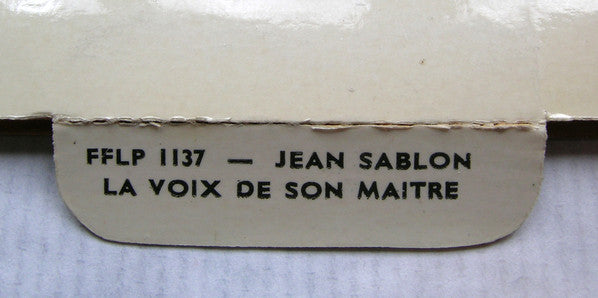 FFLP 1137 — JEAN SABLON
LA VOIX DE SON MAITRE